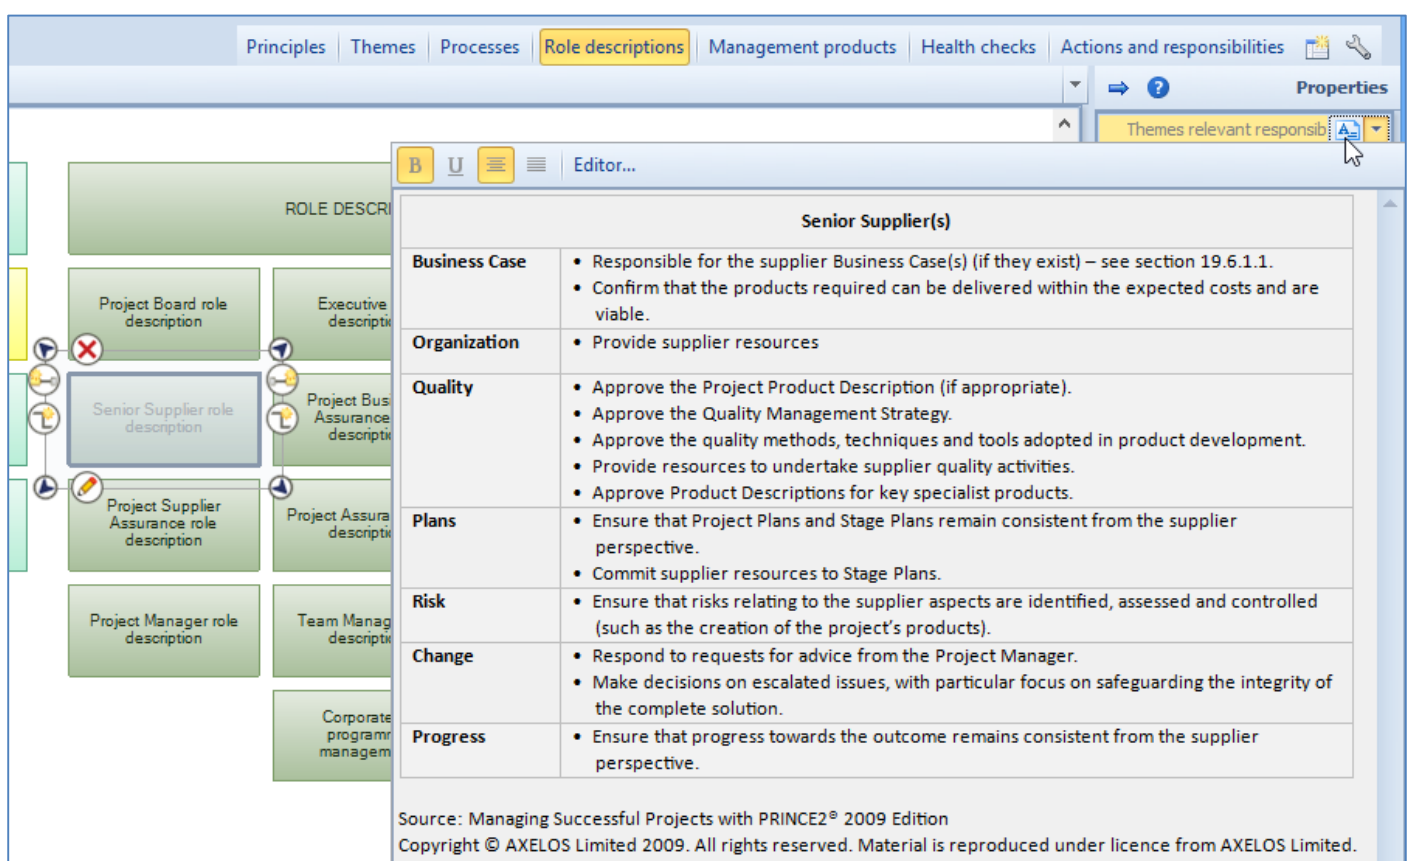 Principles Themes Processes Role descriptions Management products Health checks Actions and responsibilities
Properties
Themes relevant responsib
B U Editor...
ROLE DESCRI
Project Board role
description
Executive
descripti
Senior Supplier role
description
Project Bus
Assurance
descripti
Project Supplier
Assurance role
description
Project Assura
descripti
Project Manager role
description
Team Manag
descripti
Corporate
programm
managem
Senior Supplier(s)
Business Case
• Responsible for the supplier Business Case(s) (if they exist) – see section 19.6.1.1.
• Confirm that the products required can be delivered within the expected costs and are
viable.
Organization
• Provide supplier resources
Quality
• Approve the Project Product Description (if appropriate).
• Approve the Quality Management Strategy.
• Approve the quality methods, techniques and tools adopted in product development.
• Provide resources to undertake supplier quality activities.
• Approve Product Descriptions for key specialist products.
Plans
• Ensure that Project Plans and Stage Plans remain consistent from the supplier
perspective.
• Commit supplier resources to Stage Plans.
Risk
• Ensure that risks relating to the supplier aspects are identified, assessed and controlled
(such as the creation of the project's products).
Change
• Respond to requests for advice from the Project Manager.
• Make decisions on escalated issues, with particular focus on safeguarding the integrity of
the complete solution.
Progress
• Ensure that progress towards the outcome remains consistent from the supplier
perspective.
Source: Managing Successful Projects with PRINCE2® 2009 Edition
Copyright © AXELOS Limited 2009. All rights reserved. Material is reproduced under licence from AXELOS Limited.